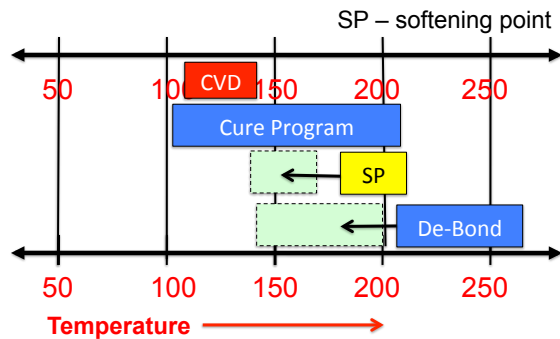 SP – softening point
CVD
50 100 150 200 250
Cure Program
SP
De-Bond
50 100 150 200 250
Temperature